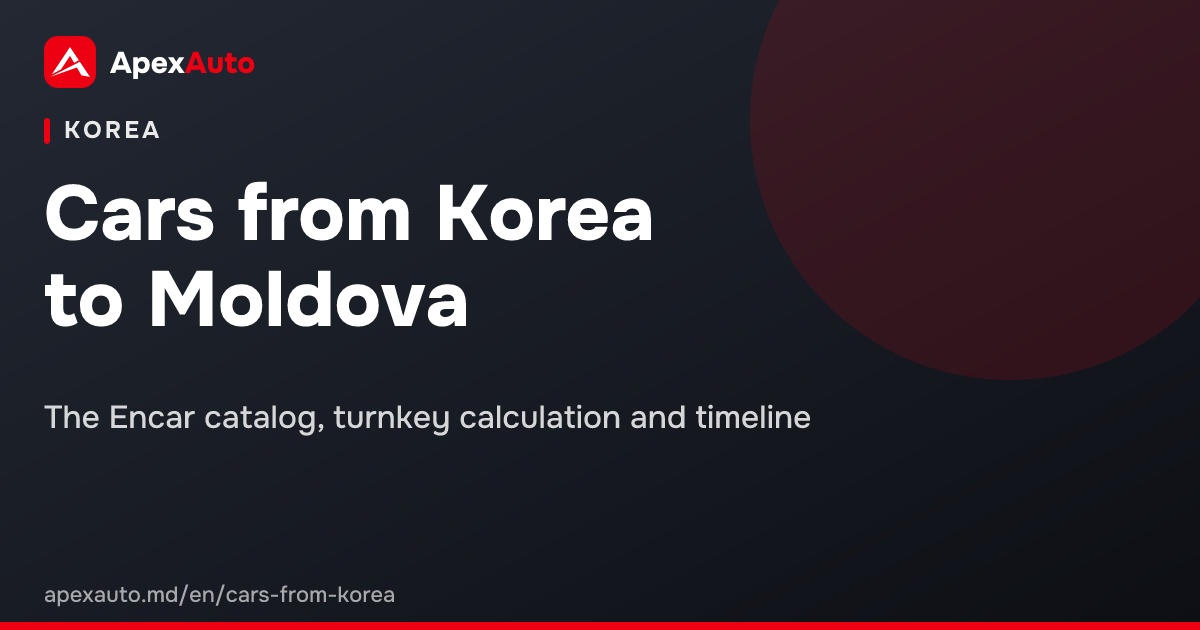 ApexAuto
KOREA
Cars from Korea
to Moldova
The Encar catalog, turnkey calculation and timeline
apexauto.md/en/cars-from-korea